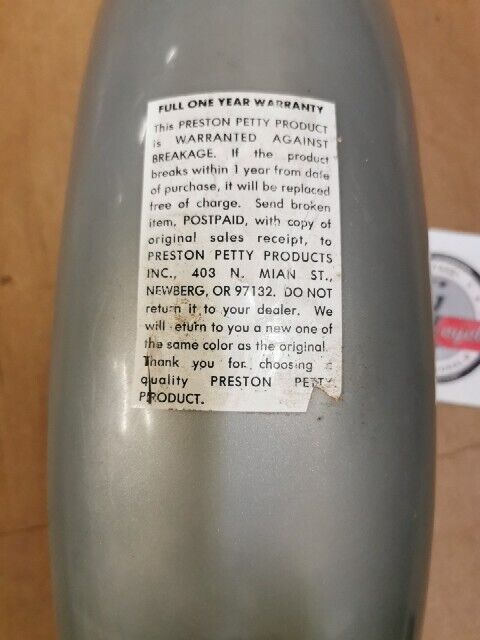 FULL ONE YEAR WARRANTY
This PRESTON PETTY PRODUCT
is WARRANTED AGAINST
BREAKAGE. If the product
breaks within 1 year from date
of purchase, it will be replaced
free of charge. Send broken
item, POSTPAID, with copy of
original sales receipt, to
PRESTON PETTY PRODUCTS
INC., 403 N. MIAN ST.,
NEWBERG, OR 97132. DO NOT
return it to your dealer. We
will return to you a new one of
the same color as the original.
Thank you for choosing a
quality PRESTON PETTY
PRODUCT.